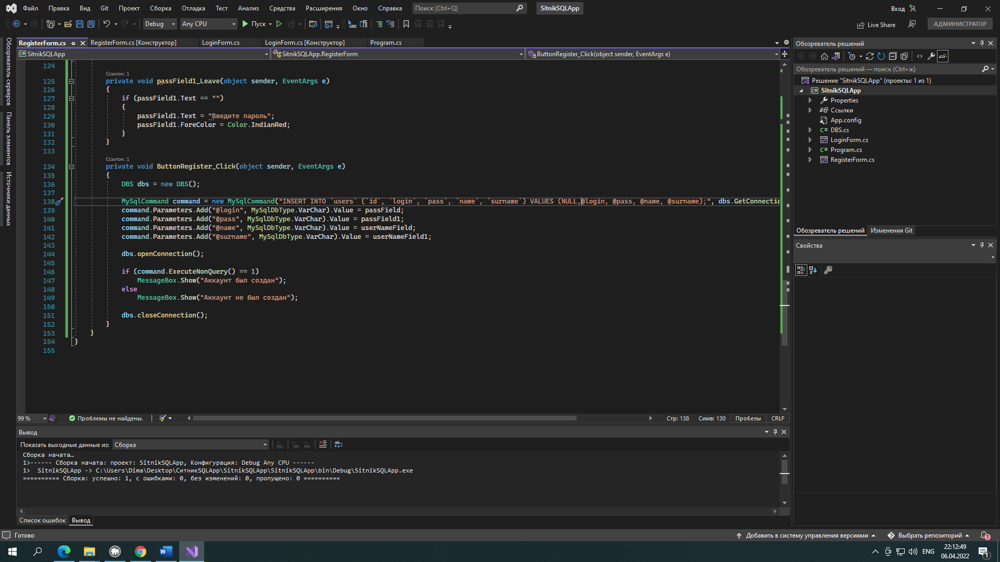 Файл Правка Вид Git Проект Сборка Отладка Тест Анализ Средства Расширения Окно Справка Поиск (Ctrl+Q) SitnikSQLApp Вход
Debug Any CPU Пуск Live Share АДМИНИСТРАТОР
Обозреватель серверов
Панель элементов
Источники данных
RegisterForm.cs RegisterForm.cs [Конструктор] LoginForm.cs LoginForm.cs [Конструктор] Program.cs
SitnikSQLApp SitnikSQLApp.RegisterForm ButtonRegister_Click(object sender, EventArgs e)
124
Ссылок: 1
125 private void passField1_Leave(object sender, EventArgs e)
126 {
127 if (passField1.Text == "")
128 {
129 passField1.Text = "Введите пароль";
130 passField1.ForeColor = Color.IndianRed;
131 }
132 }
133
Ссылок: 1
134 private void ButtonRegister_Click(object sender, EventArgs e)
135 {
136 DBS dbs = new DBS();
137
138 MySqlCommand command = new MySqlCommand("INSERT INTO `users` (`id`, `login`, `pass`, `name`, `surname`) VALUES (NULL,@login, @pass, @name, @surname);", dbs.GetConnectio
139 command.Parameters.Add("@login", MySqlDbType.VarChar).Value = passField;
140 command.Parameters.Add("@pass", MySqlDbType.VarChar).Value = passField1;
141 command.Parameters.Add("@name", MySqlDbType.VarChar).Value = userNameField;
142 command.Parameters.Add("@surname", MySqlDbType.VarChar).Value = userNameField1;
143
144 dbs.openConnection();
145
146 if (command.ExecuteNonQuery() == 1)
147 MessageBox.Show("Аккаунт был создан");
148 else
149 MessageBox.Show("Аккаунт не был создан");
150
151 dbs.closeConnection();
152 }
153 }
154 }
155
99 % Проблемы не найдены. Стр: 138 Симв: 130 Пробелы CRLF
Вывод
Показать выходные данные из: Сборка
Сборка начата…
1>------ Сборка начата: проект: SitnikSQLApp, Конфигурация: Debug Any CPU ------
1> SitnikSQLApp -> C:\Users\Dima\Desktop\СитникSQLApp\SitnikSQLApp\SitnikSQLApp\bin\Debug\SitnikSQLApp.exe
========== Сборка: успешно: 1, с ошибками: 0, без изменений: 0, пропущено: 0 ==========
Список ошибок Вывод
Обозреватель решений
Обозреватель решений — поиск (Ctrl+ж)
Решение "SitnikSQLApp" (проекты: 1 из 1)
SitnikSQLApp
Properties
Ссылки
App.config
DBS.cs
LoginForm.cs
Program.cs
RegisterForm.cs
Обозреватель решений Изменения Git
Свойства
Готово Добавить в систему управления версиями Выбрать репозиторий 1
ENG 22:12:49
06.04.2022 1